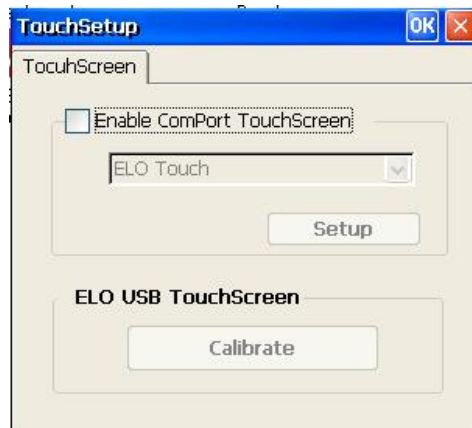 TouchSetup OK
TocuhScreen
Enable ComPort TouchScreen
ELO Touch
Setup
ELO USB TouchScreen
Calibrate